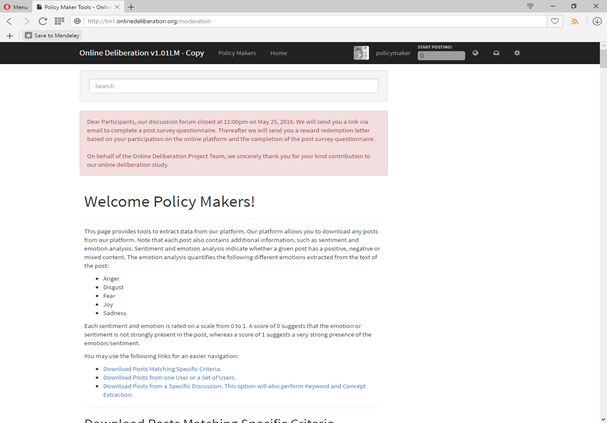 Menu
Policy Maker Tools – Onlin
http://lm1.onlinedeliberation.org/moderation
Save to Mendeley
Online Deliberation v1.01LM - Copy
Policy Makers
Home
policymaker
START POSTING!
0
Search
Dear Participants, our discussion forum closed at 11:00pm on May 25, 2016. We will send you a link via
email to complete a post survey questionnaire. Thereafter we will send you a reward redemption letter
based on your participation on the online platform and the completion of the post survey questionnaire.
On behalf of the Online Deliberation Project Team, we sincerely thank you for your kind contribution to
our online deliberation study.
Welcome Policy Makers!
This page provides tools to extract data from our platform. Our platform allows you to download any posts
from our platform. Note that each post also contains additional information, such as sentiment and
emotion analysis. Sentiment and emotion analysis indicate whether a given post has a positive, negative or
mixed content. The emotion analysis quantifies the following different emotions extracted from the text of
the post:
• Anger
• Disgust
• Fear
• Joy
• Sadness
Each sentiment and emotion is rated on a scale from 0 to 1. A score of 0 suggests that the emotion or
sentiment is not strongly present in the post, whereas a score of 1 suggests a very strong presence of the
emotion/sentiment.
You may use the following links for an easier navigation:
• Download Posts Matching Specific Criteria.
• Download Posts from one User or a Set of Users.
• Download Posts from a Specific Discussion. This option will also perform Keyword and Concept
Extraction.
Download Posts Matching Specific Criteria